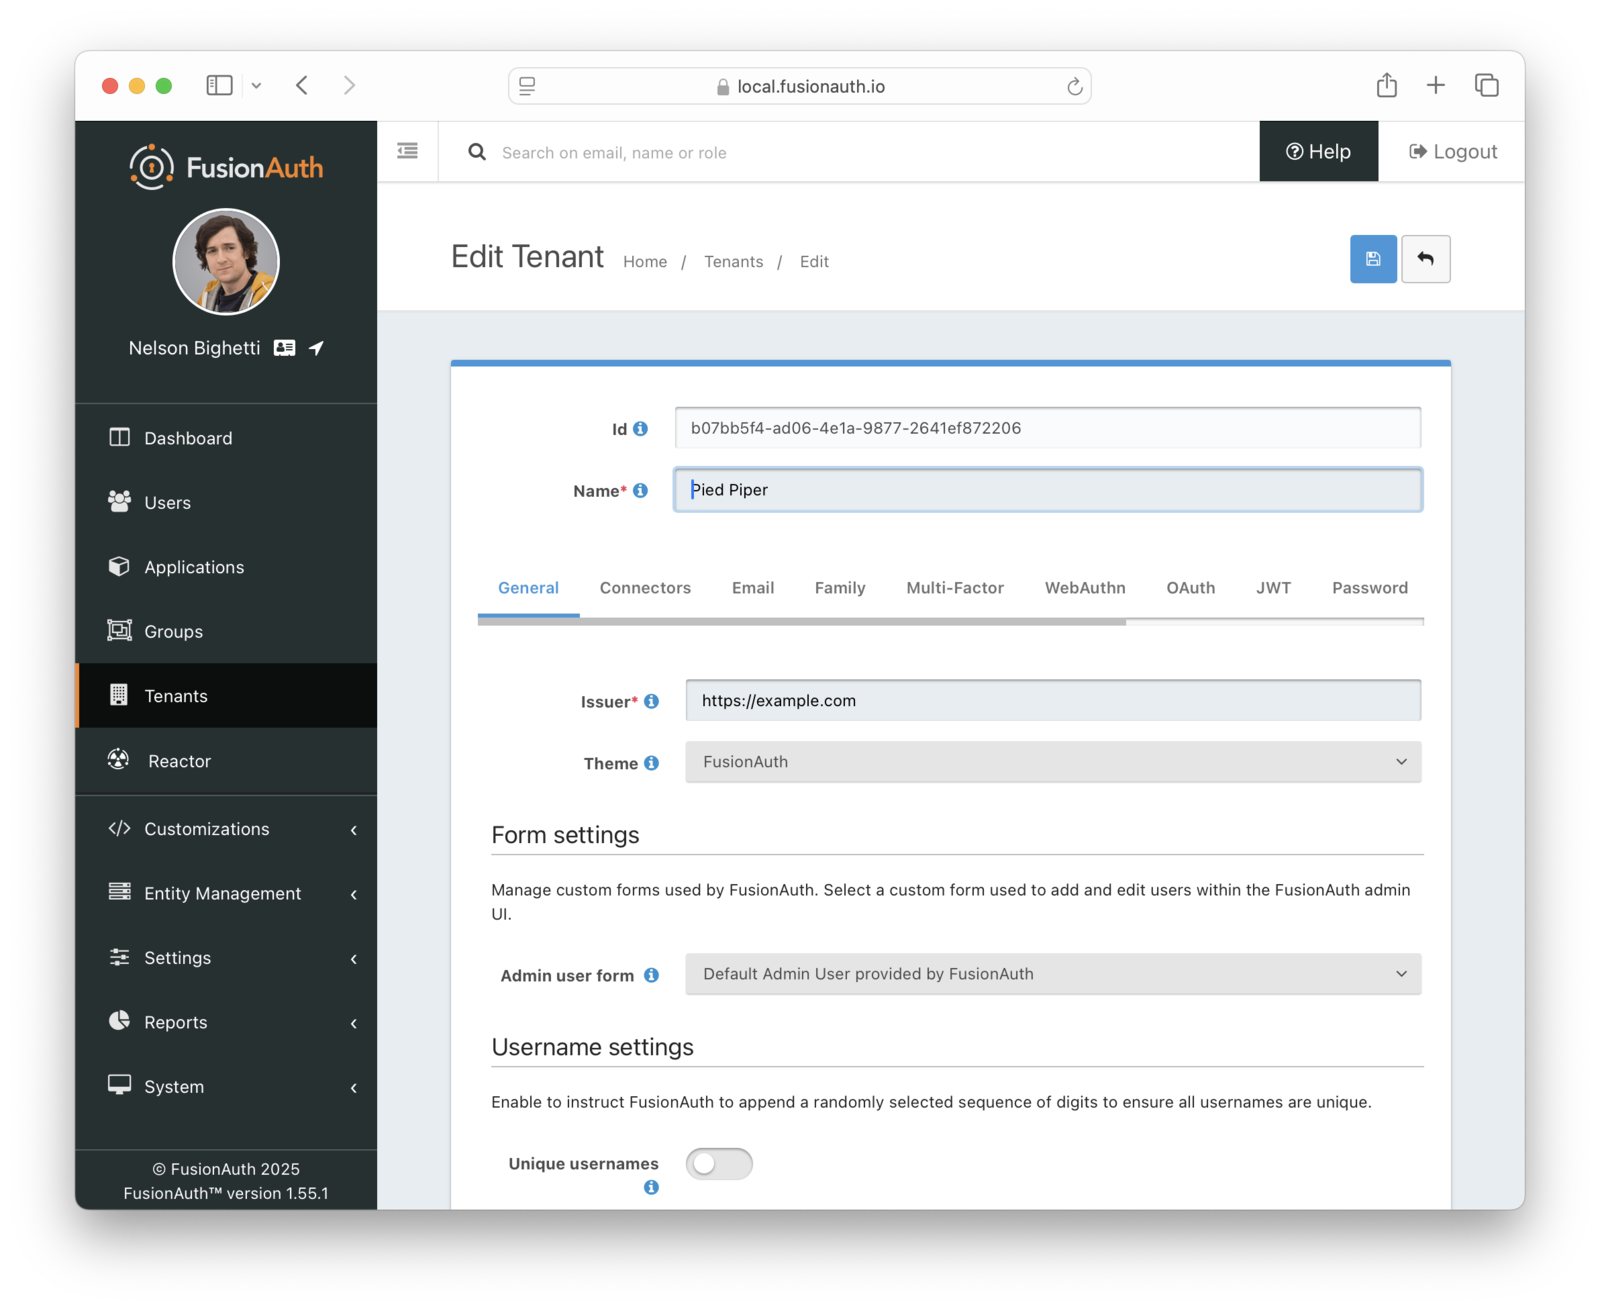 local.fusionauth.io
FusionAuth
Search on email, name or role
Help
Logout
Nelson Bighetti
Edit Tenant
Home / Tenants / Edit
Dashboard
Users
Applications
Groups
Tenants
Reactor
Customizations
Entity Management
Settings
Reports
System
© FusionAuth 2025
FusionAuth™ version 1.55.1
Id b07bb5f4-ad06-4e1a-9877-2641ef872206
Name* Pied Piper
General Connectors Email Family Multi-Factor WebAuthn OAuth JWT Password
Issuer* https://example.com
Theme FusionAuth
Form settings
Manage custom forms used by FusionAuth. Select a custom form used to add and edit users within the FusionAuth admin
UI.
Admin user form Default Admin User provided by FusionAuth
Username settings
Enable to instruct FusionAuth to append a randomly selected sequence of digits to ensure all usernames are unique.
Unique usernames